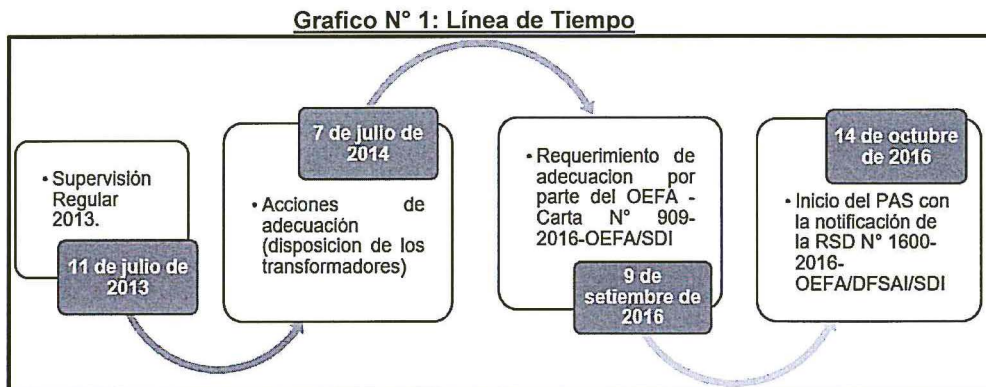 Grafico N° 1: Línea de Tiempo
• Supervisión
Regular
2013.
11 de julio de
2013
7 de julio de
2014
• Acciones de
adecuación
(disposicion de los
transformadores)
• Requerimiento de
adecuacion por
parte del OEFA -
Carta N° 909-
2016-OEFA/SDI
9 de
setiembre de
2016
14 de octubre
de 2016
• Inicio del PAS con
la notificación de
la RSD N° 1600-
2016-
OEFA/DFSAI/SDI